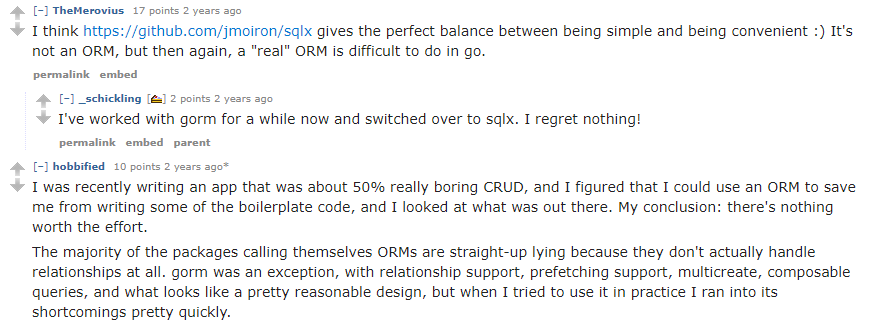 [-] TheMerovius 17 points 2 years ago
I think https://github.com/jmoiron/sqlx gives the perfect balance between being simple and being convenient :) It's
not an ORM, but then again, a "real" ORM is difficult to do in go.
permalink embed
[-] _schickling [] 2 points 2 years ago
I've worked with gorm for a while now and switched over to sqlx. I regret nothing!
permalink embed parent
[-] hobbified 10 points 2 years ago*
I was recently writing an app that was about 50% really boring CRUD, and I figured that I could use an ORM to save
me from writing some of the boilerplate code, and I looked at what was out there. My conclusion: there's nothing
worth the effort.
The majority of the packages calling themselves ORMs are straight-up lying because they don't actually handle
relationships at all. gorm was an exception, with relationship support, prefetching support, multicreate, composable
queries, and what looks like a pretty reasonable design, but when I tried to use it in practice I ran into its
shortcomings pretty quickly.